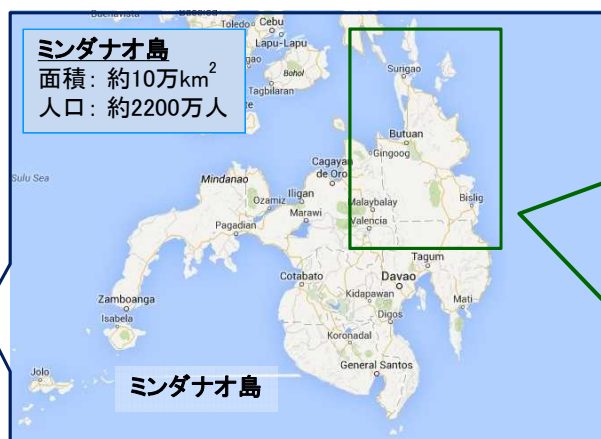 Buenavista
Toledo
Cebu
Lapu-Lapu
ミンダナオ島
面積： 約10万km²
人口： 約2200万人
Bohol
Tagbilaran
Surigao
Butuan
Gingoog
Cagayan
de Oro
Sulu Sea
Mindanao
Iligan
Ozamiz
Marawi
Malaybalay
Bislig
Valencia
Pagadian
Tagum
Cotabato
Davao
Kidapawan
Mati
Zamboanga
Digos
Isabela
Koronadal
Jolo
General Santos
ミンダナオ島